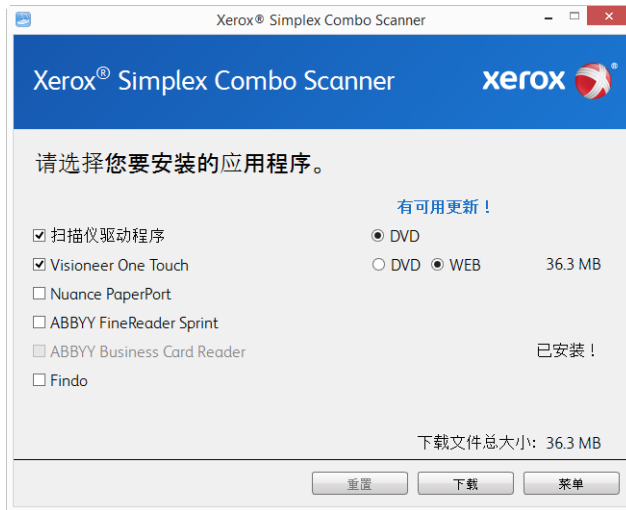 Xerox® Simplex Combo Scanner
Xerox® Simplex Combo Scanner xerox®
请选择您要安装的应用程序。
有可用更新！
扫描仪驱动程序 DVD
Visioneer One Touch DVD WEB 36.3 MB
Nuance PaperPort
ABBYY FineReader Sprint
ABBYY Business Card Reader 已安装！
Findo
下载文件总大小: 36.3 MB
重置 下载 菜单